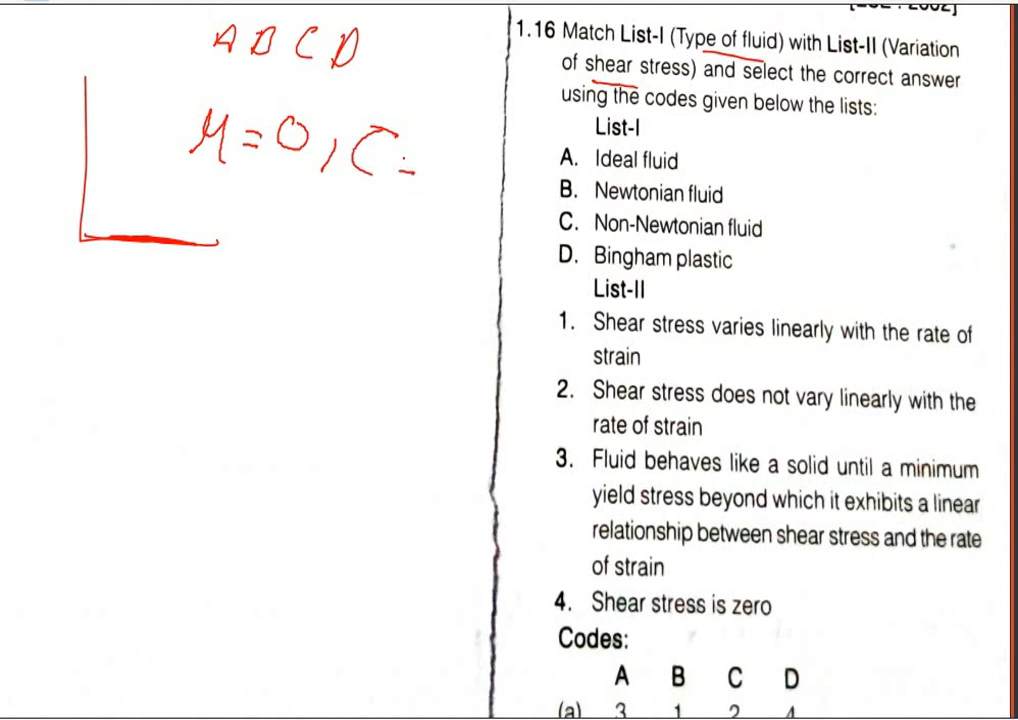 A B C D
μ = 0, τ =
1.16 Match List-I (Type of fluid) with List-II (Variation
of shear stress) and select the correct answer
using the codes given below the lists:
List-I
A. Ideal fluid
B. Newtonian fluid
C. Non-Newtonian fluid
D. Bingham plastic
List-II
1. Shear stress varies linearly with the rate of
strain
2. Shear stress does not vary linearly with the
rate of strain
3. Fluid behaves like a solid until a minimum
yield stress beyond which it exhibits a linear
relationship between shear stress and the rate
of strain
4. Shear stress is zero
Codes:
A B C D
(a) 3 1 2 4